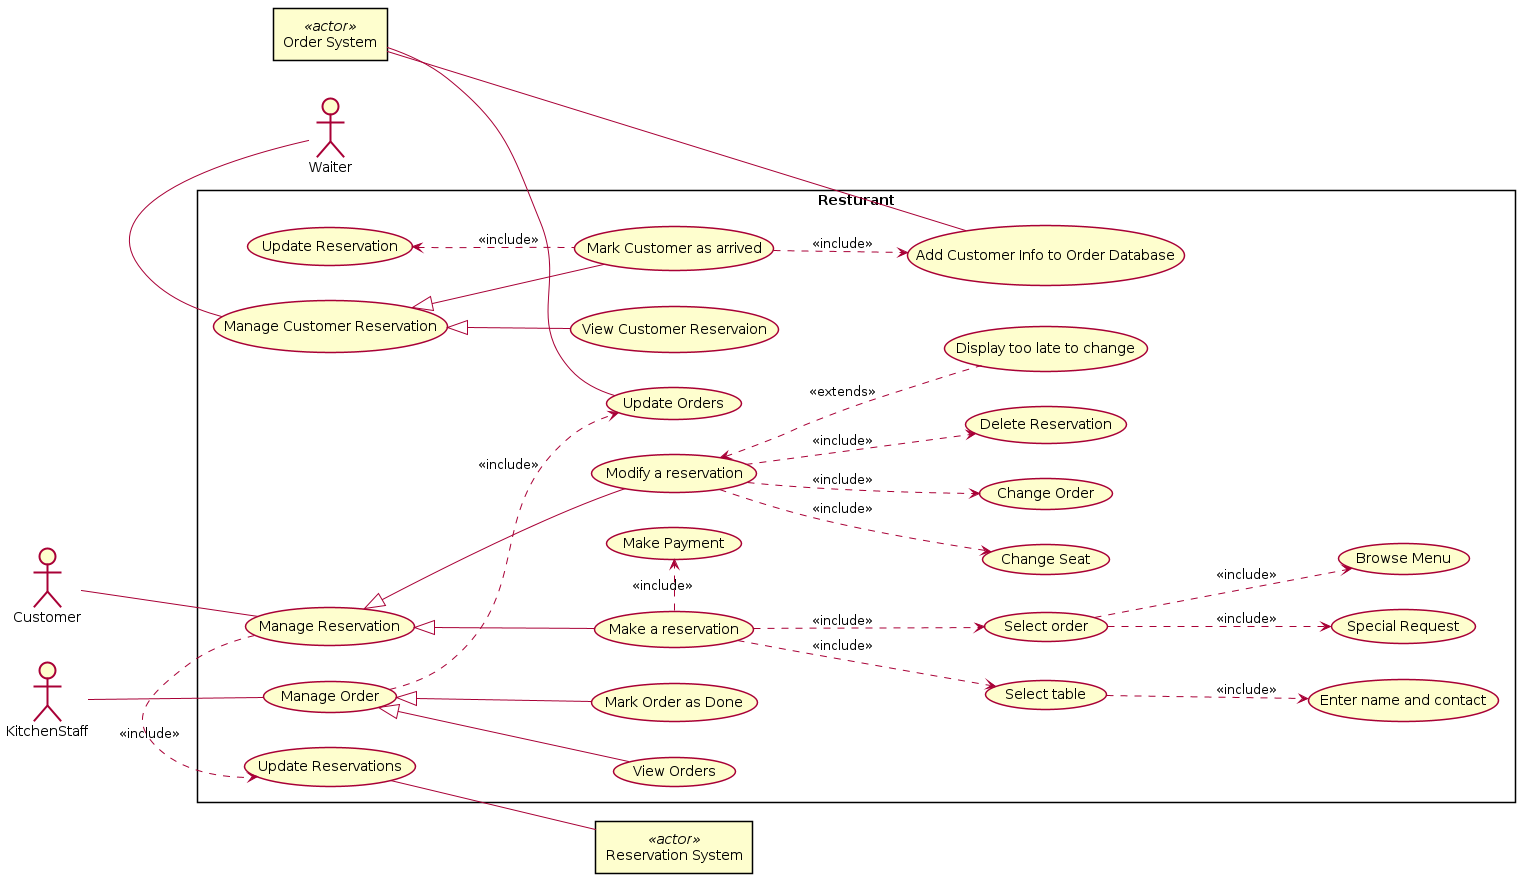 «actor»
Order System
Waiter
Resturant
Update Reservation
«include»
Mark Customer as arrived
«include»
Add Customer Info to Order Database
Manage Customer Reservation
View Customer Reservaion
Display too late to change
«extends»
Update Orders
Delete Reservation
«include»
«include»
Modify a reservation
«include»
Change Order
«include»
Make Payment
Change Seat
Browse Menu
«include»
«include»
Customer
Manage Reservation
Make a reservation
«include»
Select order
«include»
Special Request
«include»
KitchenStaff
Manage Order
Mark Order as Done
Select table
«include»
Enter name and contact
«include»
Update Reservations
View Orders
«actor»
Reservation System